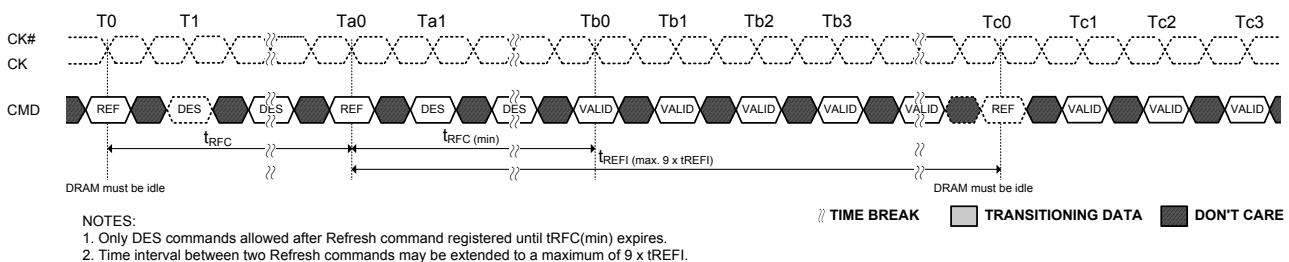 T0 T1 Ta0 Ta1 Tb0 Tb1 Tb2 Tb3 Tc0 Tc1 Tc2 Tc3
CK#
CK
CMD REF DES DES REF DES DES VALID VALID VALID VALID VALID REF VALID VALID VALID
tRFC tRFC (min)
tREFI (max. 9 x tREFI)
DRAM must be idle DRAM must be idle
TIME BREAK TRANSITIONING DATA DON'T CARE
NOTES:
1. Only DES commands allowed after Refresh command registered until tRFC(min) expires.
2. Time interval between two Refresh commands may be extended to a maximum of 9 x tREFI.